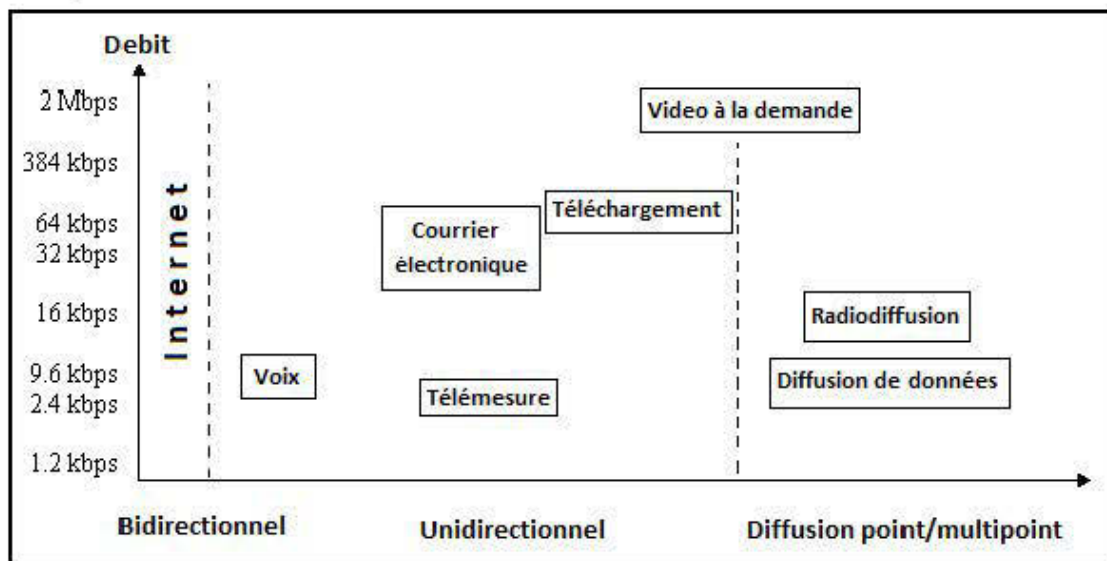 Debit
2 Mbps
384 kbps
64 kbps
32 kbps
16 kbps
9.6 kbps
2.4 kbps
1.2 kbps
Internet
Video à la demande
Téléchargement
Courrier
électronique
Radiodiffusion
Voix
Télémesure
Diffusion de données
Bidirectionnel
Unidirectionnel
Diffusion point/multipoint